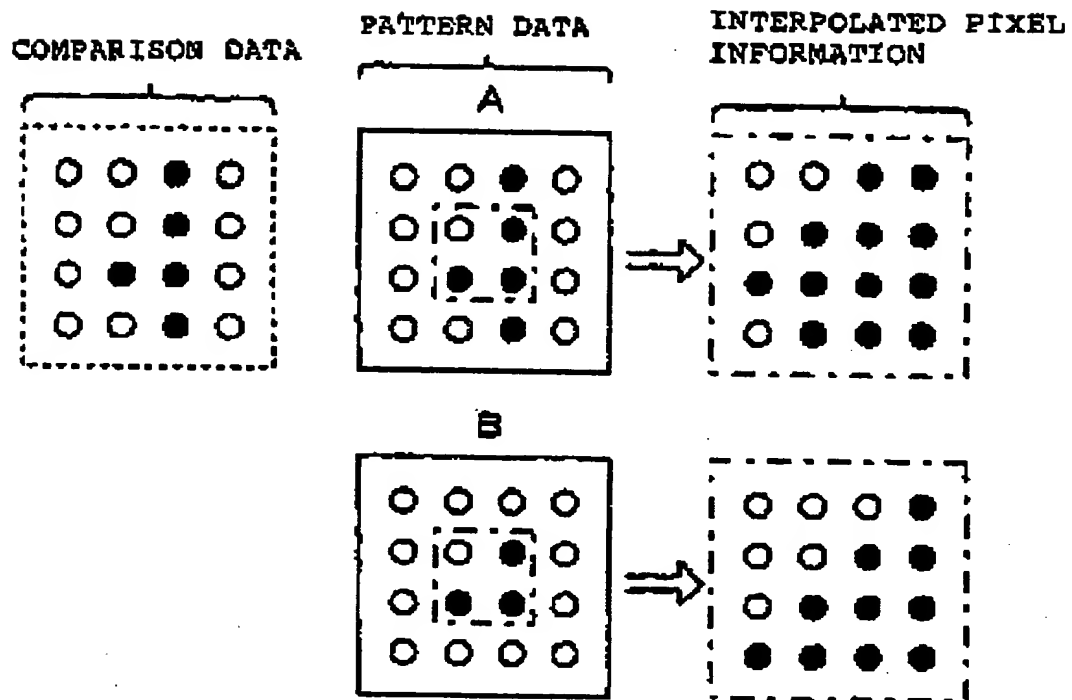 COMPARISON DATA
PATTERN DATA
INTERPOLATED PIXEL
INFORMATION
A
B